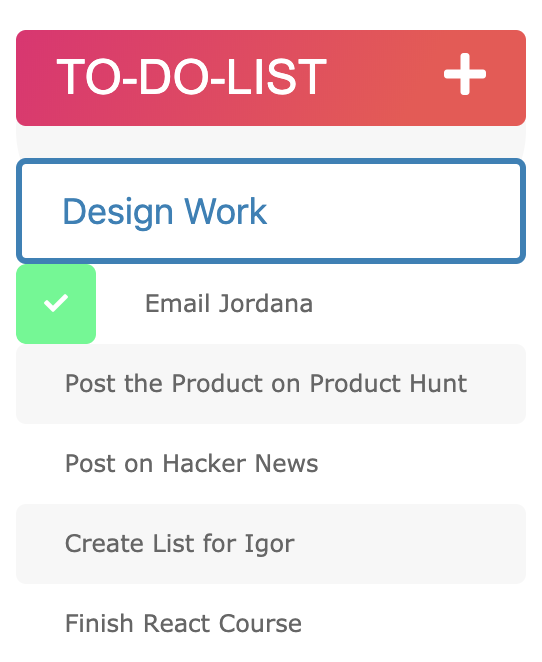 TO-DO-LIST
Design Work
Email Jordana
Post the Product on Product Hunt
Post on Hacker News
Create List for Igor
Finish React Course